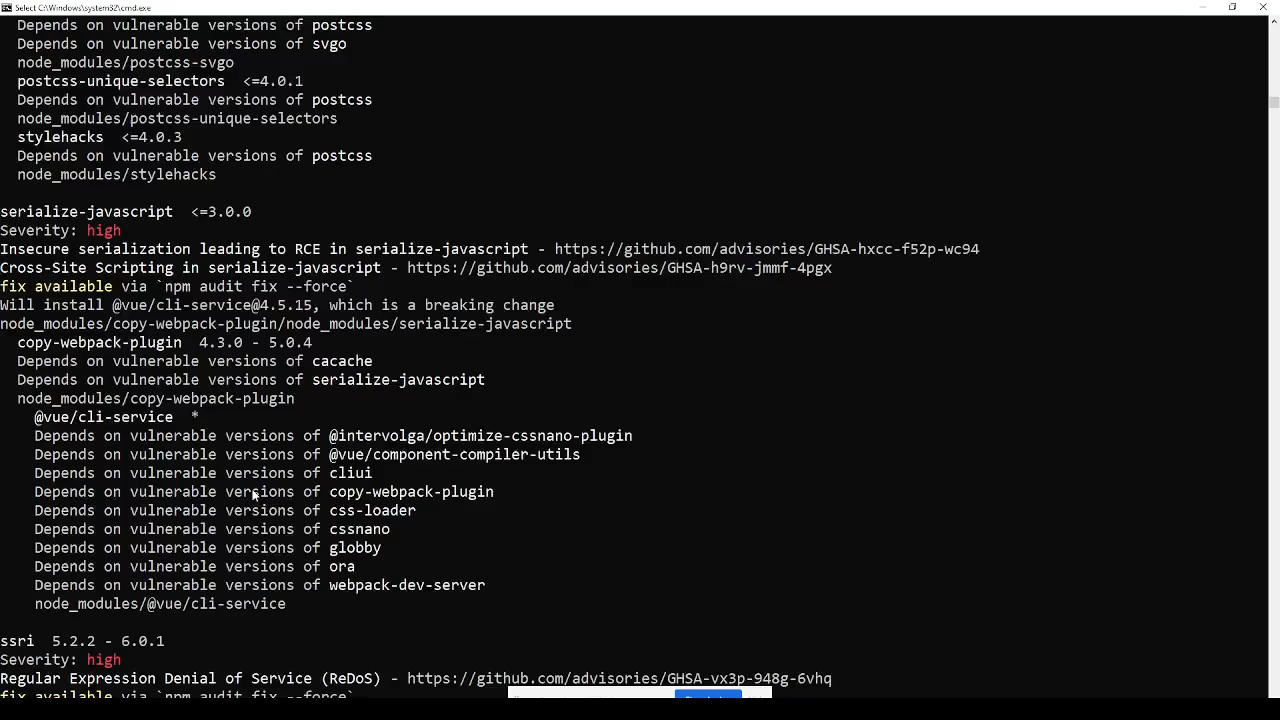 Select C:\Windows\system32\cmd.exe
Depends on vulnerable versions of postcss
Depends on vulnerable versions of svgo
node_modules/postcss-svgo
postcss-unique-selectors  <=4.0.1
Depends on vulnerable versions of postcss
node_modules/postcss-unique-selectors
stylehacks  <=4.0.3
Depends on vulnerable versions of postcss
node_modules/stylehacks
serialize-javascript  <=3.0.0
Severity: high
Insecure serialization leading to RCE in serialize-javascript - https://github.com/advisories/GHSA-hxcc-f52p-wc94
Cross-Site Scripting in serialize-javascript - https://github.com/advisories/GHSA-h9rv-jmmf-4pgx
fix available via `npm audit fix --force`
Will install @vue/cli-service@4.5.15, which is a breaking change
node_modules/copy-webpack-plugin/node_modules/serialize-javascript
copy-webpack-plugin  4.3.0 - 5.0.4
Depends on vulnerable versions of cacache
Depends on vulnerable versions of serialize-javascript
node_modules/copy-webpack-plugin
@vue/cli-service  *
Depends on vulnerable versions of @intervolga/optimize-cssnano-plugin
Depends on vulnerable versions of @vue/component-compiler-utils
Depends on vulnerable versions of cliui
Depends on vulnerable versions of copy-webpack-plugin
Depends on vulnerable versions of css-loader
Depends on vulnerable versions of cssnano
Depends on vulnerable versions of globby
Depends on vulnerable versions of ora
Depends on vulnerable versions of webpack-dev-server
node_modules/@vue/cli-service
ssri  5.2.2 - 6.0.1
Severity: high
Regular Expression Denial of Service (ReDoS) - https://github.com/advisories/GHSA-vx3p-948g-6vhq
fix available via `npm audit fix --force`